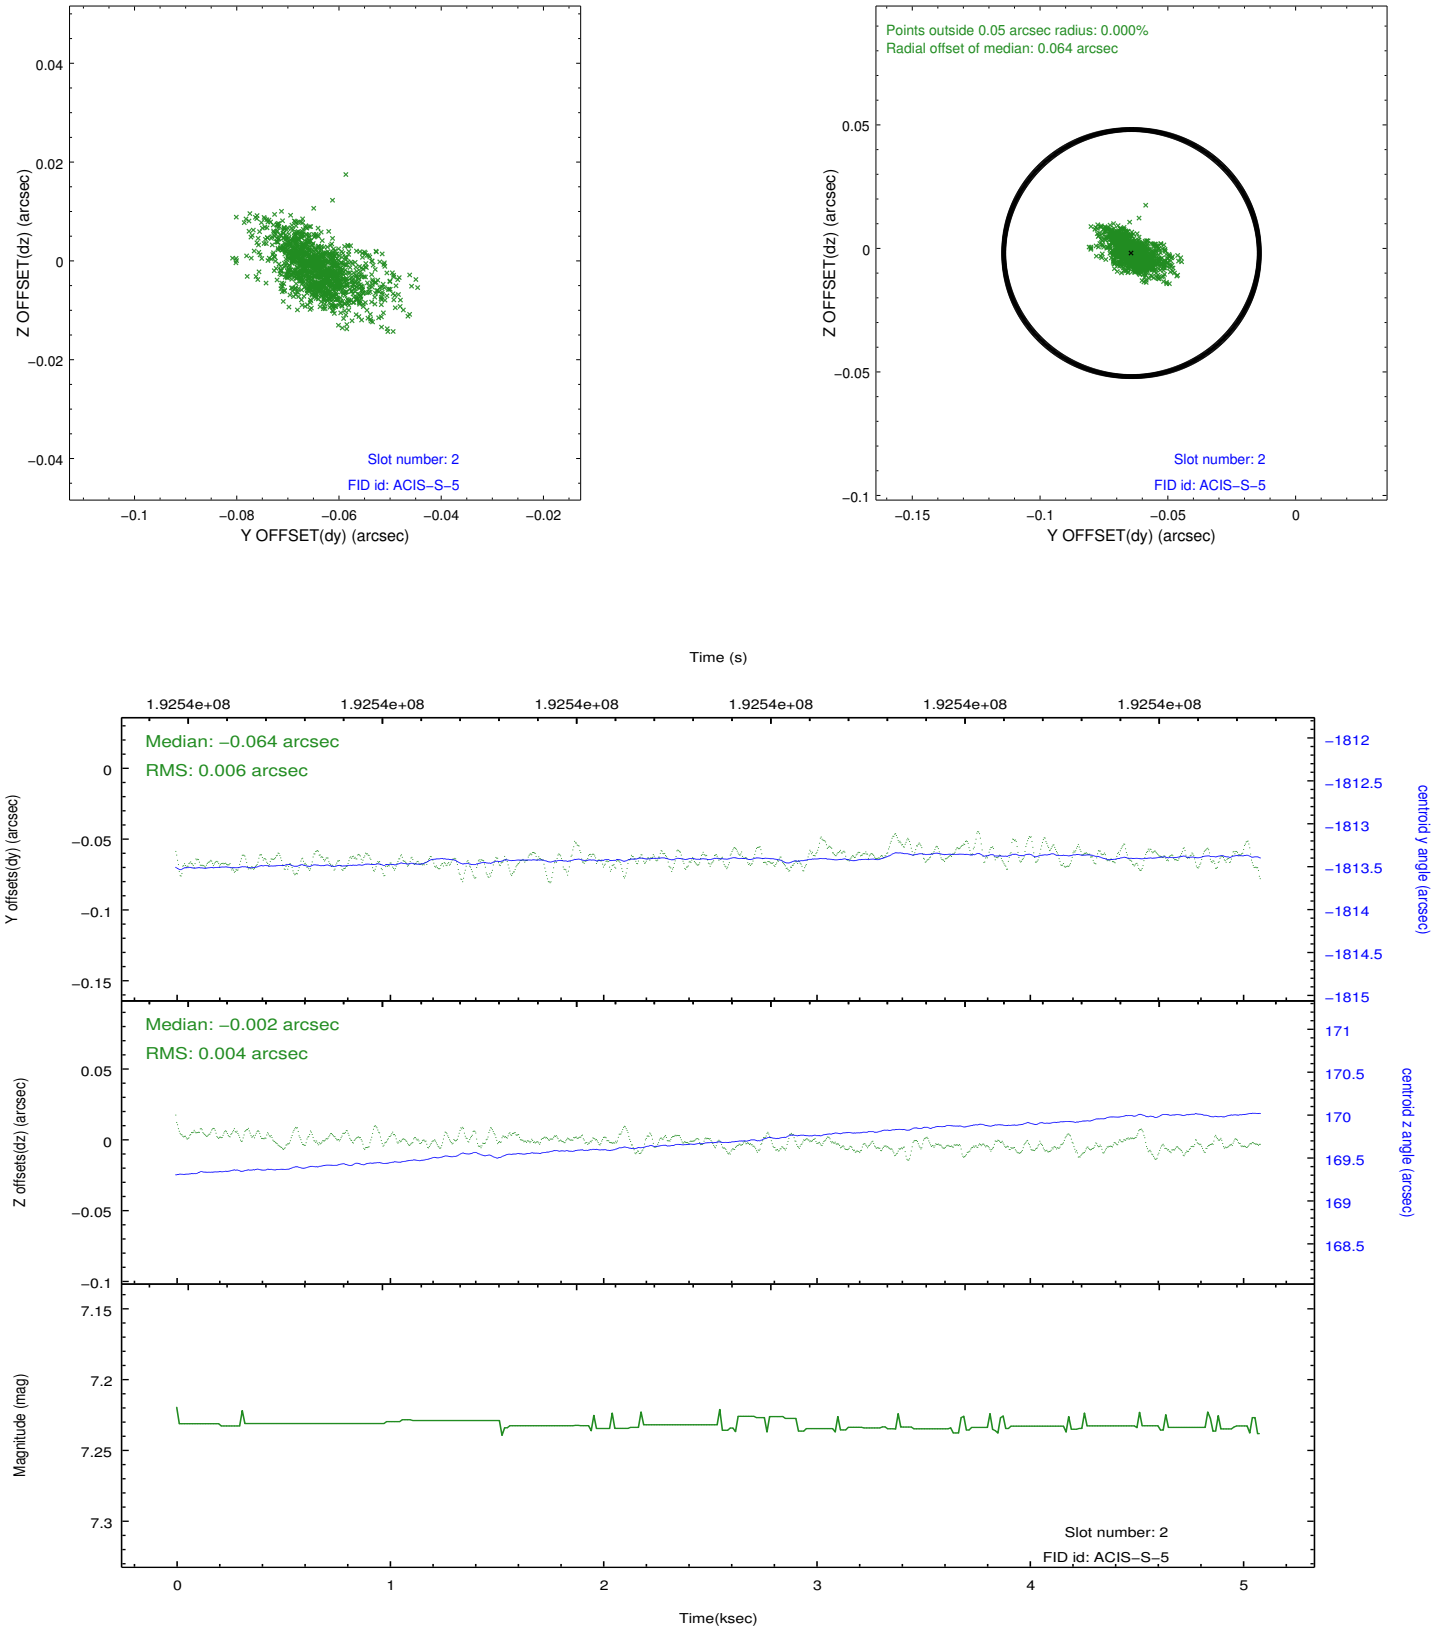 0.04
0.02
0
−0.02
−0.04
Z OFFSET(dz) (arcsec)
Slot number: 2
FID id: ACIS−S−5
−0.1
−0.08
−0.06
−0.04
−0.02
Y OFFSET(dy) (arcsec)
Points outside 0.05 arcsec radius: 0.000%
Radial offset of median: 0.064 arcsec
0.05
0
−0.05
−0.1
Z OFFSET(dz) (arcsec)
Slot number: 2
FID id: ACIS−S−5
−0.15
−0.1
−0.05
0
Y OFFSET(dy) (arcsec)
Time (s)
1.9254e+08
1.9254e+08
1.9254e+08
1.9254e+08
1.9254e+08
1.9254e+08
Median: −0.064 arcsec
RMS: 0.006 arcsec
0
−0.05
−0.1
−0.15
Y offsets(dy) (arcsec)
−1812
−1812.5
−1813
−1813.5
−1814
−1814.5
−1815
centroid y angle (arcsec)
Median: −0.002 arcsec
RMS: 0.004 arcsec
0.05
0
−0.05
−0.1
Z offsets(dz) (arcsec)
171
170.5
170
169.5
169
168.5
centroid z angle (arcsec)
7.15
7.2
7.25
7.3
Magnitude (mag)
Slot number: 2
FID id: ACIS−S−5
0
1
2
3
4
5
Time(ksec)